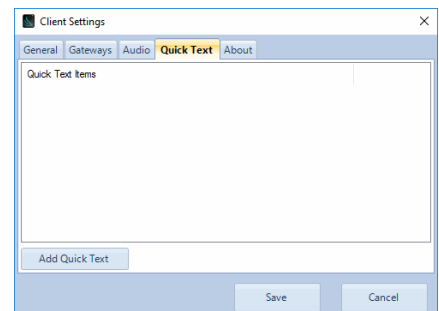 Client Settings
General Gateways Audio Quick Text About
Quick Text Items
Add Quick Text
Save Cancel